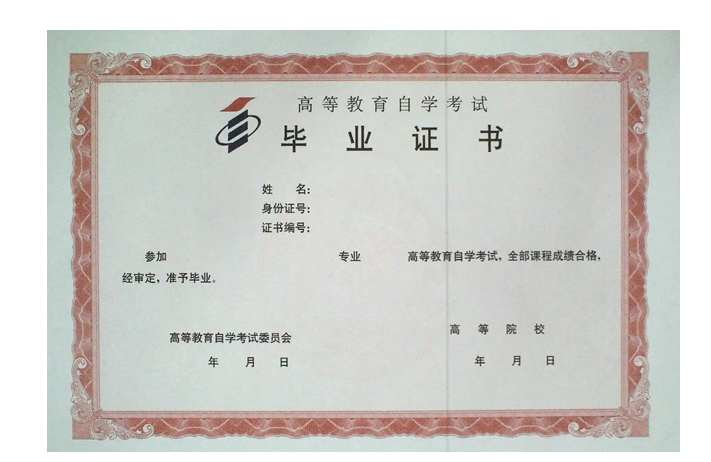 高等教育自学考试
毕业证书
姓 名:
身份证号:
证书编号:
参加 专业 高等教育自学考试，全部课程成绩合格，
经审定，准予毕业。
高等教育自学考试委员会 高等院校
年 月 日 年 月 日